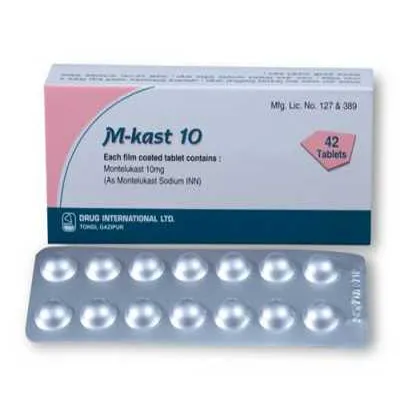 Mfg. Lic. No. 127 & 389
M-kast 10
42
Tablets
Each film coated tablet contains :
Montelukast 10mg
(As Montelukast Sodium INN)
DRUG INTERNATIONAL LTD.
TONGI, GAZIPUR